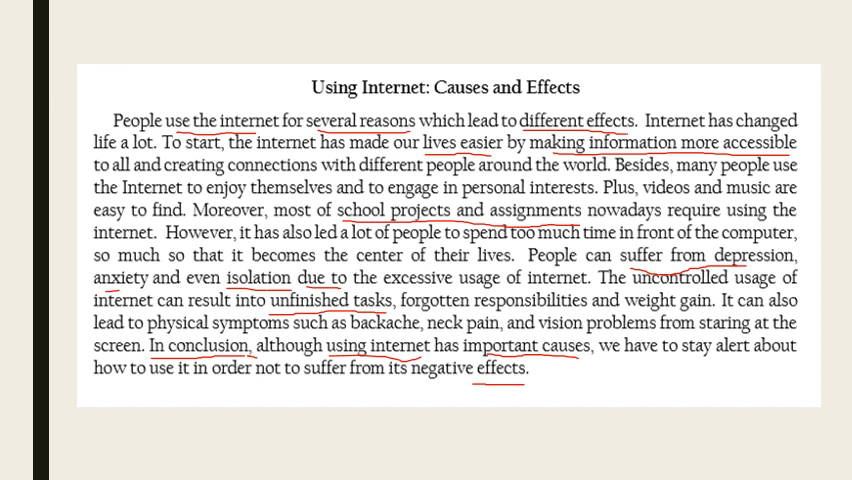 Using Internet: Causes and Effects
People use the internet for several reasons which lead to different effects. Internet has changed
life a lot. To start, the internet has made our lives easier by making information more accessible
to all and creating connections with different people around the world. Besides, many people use
the Internet to enjoy themselves and to engage in personal interests. Plus, videos and music are
easy to find. Moreover, most of school projects and assignments nowadays require using the
internet. However, it has also led a lot of people to spend too much time in front of the computer,
so much so that it becomes the center of their lives. People can suffer from depression,
anxiety and even isolation due to the excessive usage of internet. The uncontrolled usage of
internet can result into unfinished tasks, forgotten responsibilities and weight gain. It can also
lead to physical symptoms such as backache, neck pain, and vision problems from staring at the
screen. In conclusion, although using internet has important causes, we have to stay alert about
how to use it in order not to suffer from its negative effects.